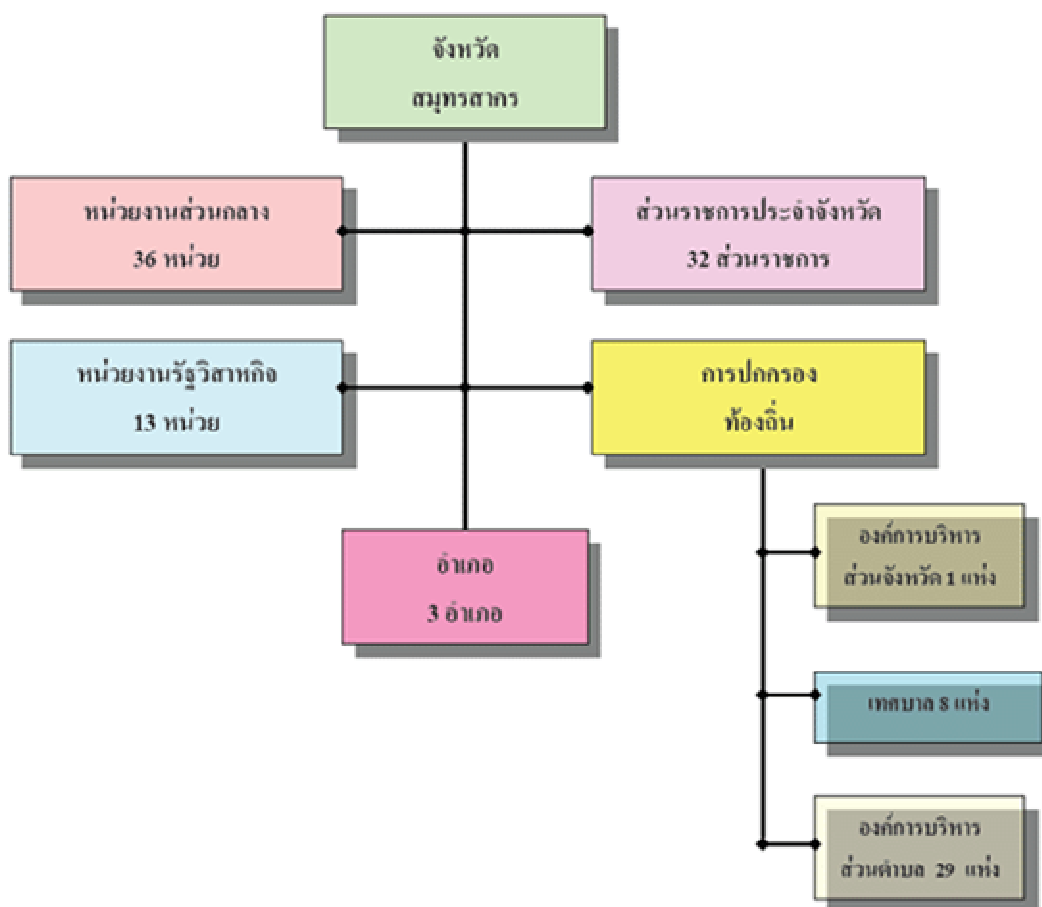 จังหวัด
สมุทรสาคร
หน่วยงานส่วนกลาง
36 หน่วย
ส่วนราชการประจำจังหวัด
32 ส่วนราชการ
หน่วยงานรัฐวิสาหกิจ
13 หน่วย
การปกครอง
ท้องถิ่น
อำเภอ
3 อำเภอ
องค์การบริหาร
ส่วนจังหวัด 1 แห่ง
เทศบาล 8 แห่ง
องค์การบริหาร
ส่วนตำบล 29 แห่ง